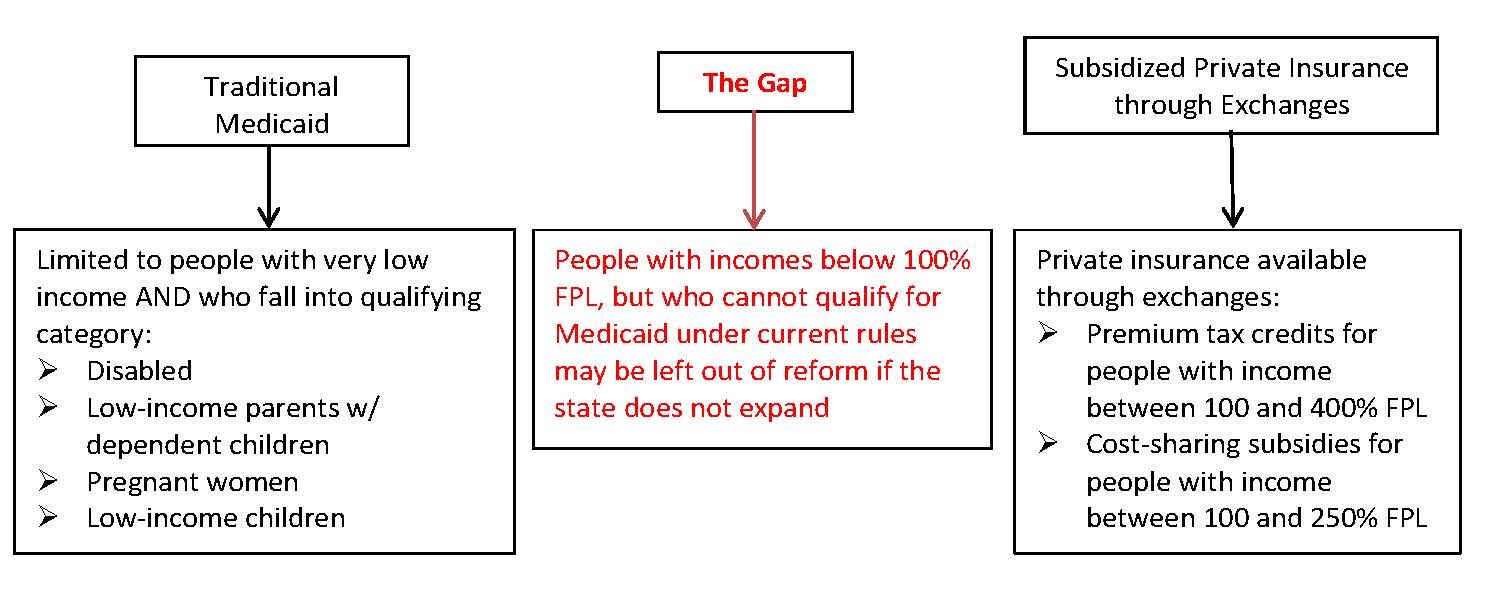 Traditional
Medicaid
The Gap
Subsidized Private Insurance
through Exchanges
Limited to people with very low
income AND who fall into qualifying
category:
➢ Disabled
➢ Low-income parents w/
dependent children
➢ Pregnant women
➢ Low-income children
People with incomes below 100%
FPL, but who cannot qualify for
Medicaid under current rules
may be left out of reform if the
state does not expand
Private insurance available
through exchanges:
➢ Premium tax credits for
people with income
between 100 and 400% FPL
➢ Cost-sharing subsidies for
people with income
between 100 and 250% FPL